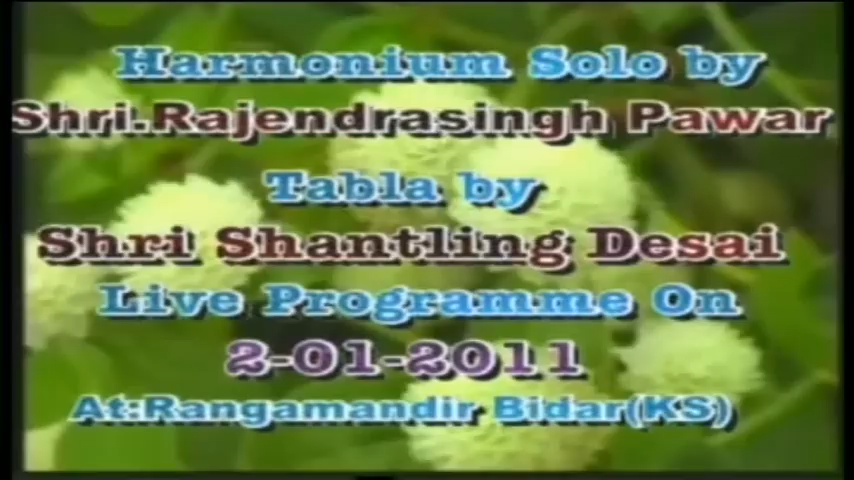 Harmonium Solo by
Shri.Rajendrasingh Pawar
Tabla by
Shri Shantling Desai
Live Programme On
2-01-2011
At:Rangamandir Bidar(KS)